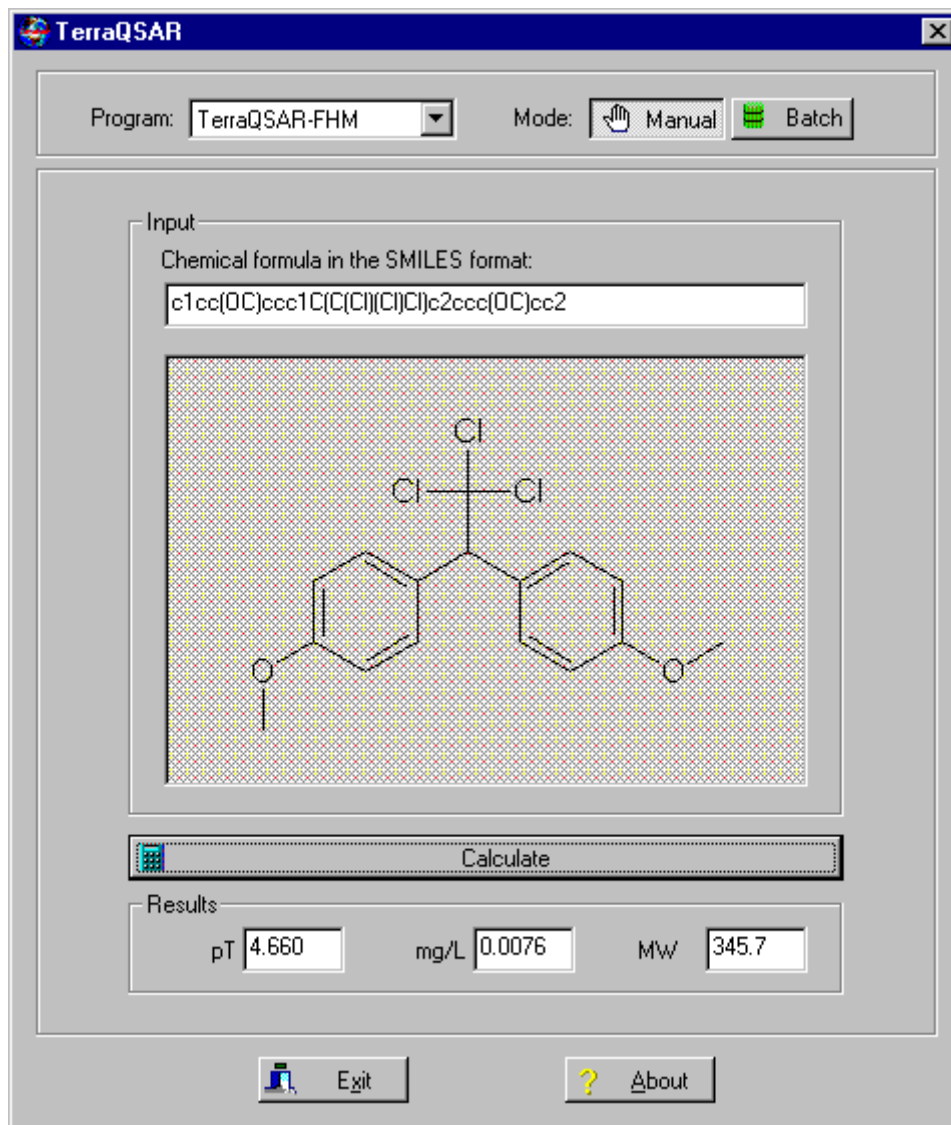 TerraQSAR
Program: TerraQSAR-FHM Mode: Manual Batch
Input
Chemical formula in the SMILES format:
c1cc(OC)ccc1C(C(Cl)(Cl)Cl)c2ccc(OC)cc2
Cl
Cl Cl
O O
Calculate
Results
pT 4.660 mg/L 0.0076 MW 345.7
Exit ? About